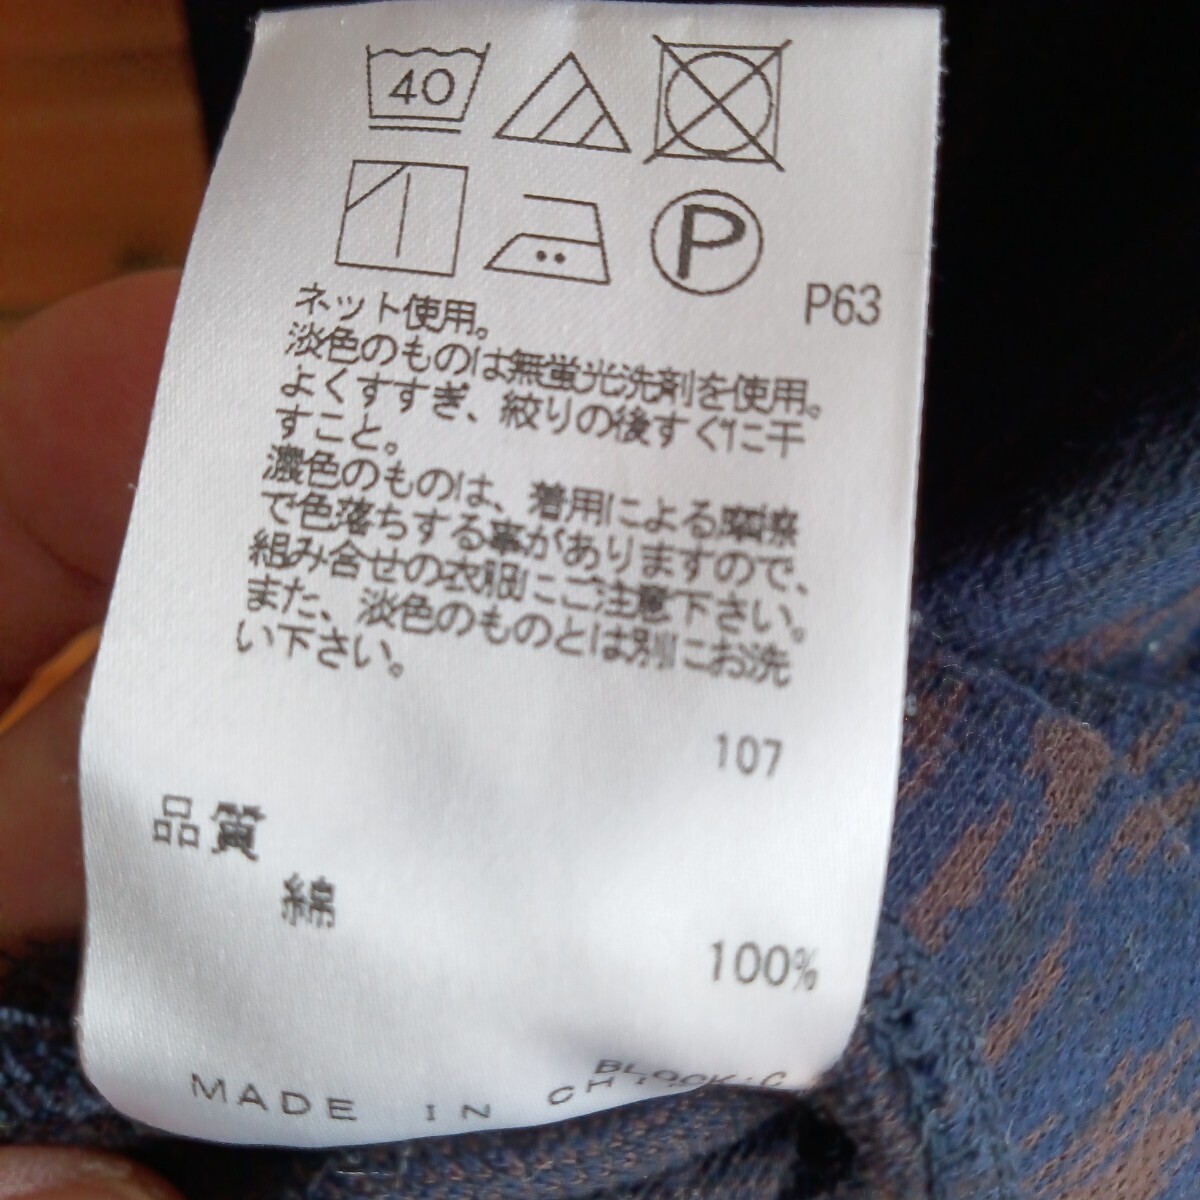 40
P
P63
ネット使用。
淡色のものは無蛍光洗剤を使用。
よくすすぎ、絞りの後すぐに干
すこと。
濃色のものは、着用による摩擦
で色落ちする事がありますので、
組み合せの衣服にご注意下さい。
また、淡色のものとは別にお洗
い下さい。
107
品質
綿
100%
BLOCK:C
MADE IN